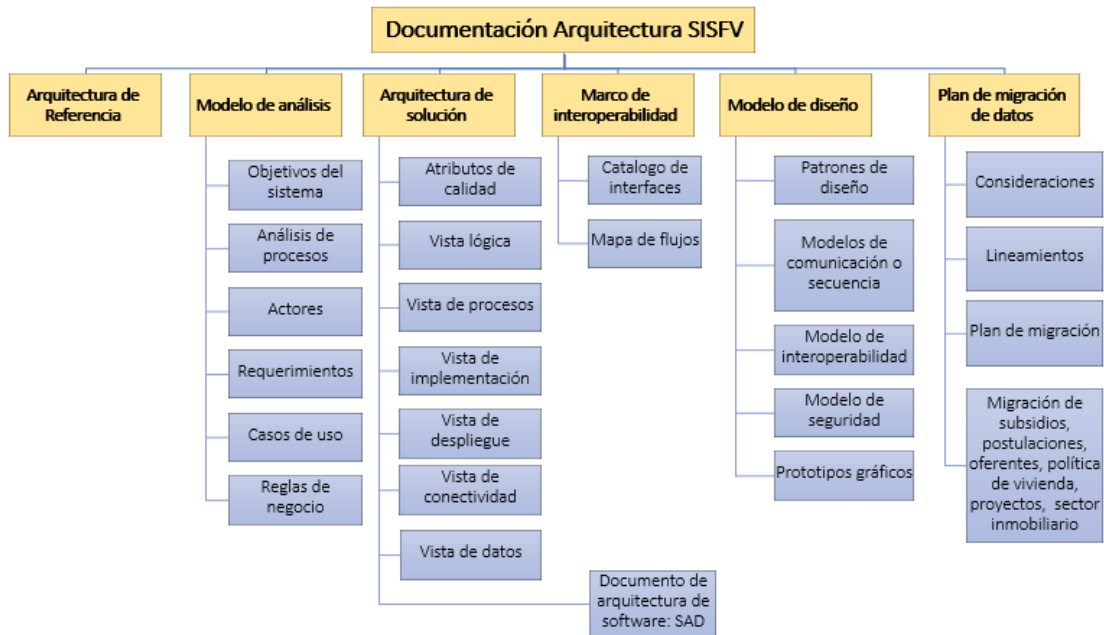 Documentación Arquitectura SISFV
Arquitectura de
Referencia
Modelo de análisis
Objetivos del
sistema
Análisis de
procesos
Actores
Requerimientos
Casos de uso
Reglas de
negocio
Arquitectura de
solución
Atributos de
calidad
Vista lógica
Vista de procesos
Vista de
implementación
Vista de
despliegue
Vista de
conectividad
Vista de datos
Documento de
arquitectura de
software: SAD
Marco de
interoperabilidad
Catalogo de
interfaces
Mapa de flujos
Modelo de diseño
Patrones de
diseño
Modelos de
comunicación o
secuencia
Modelo de
interoperabilidad
Modelo de
seguridad
Prototipos gráficos
Plan de migración
de datos
Consideraciones
Lineamientos
Plan de migración
Migración de
subsidios,
postulaciones,
oferentes, política
de vivienda,
proyectos, sector
inmobiliario